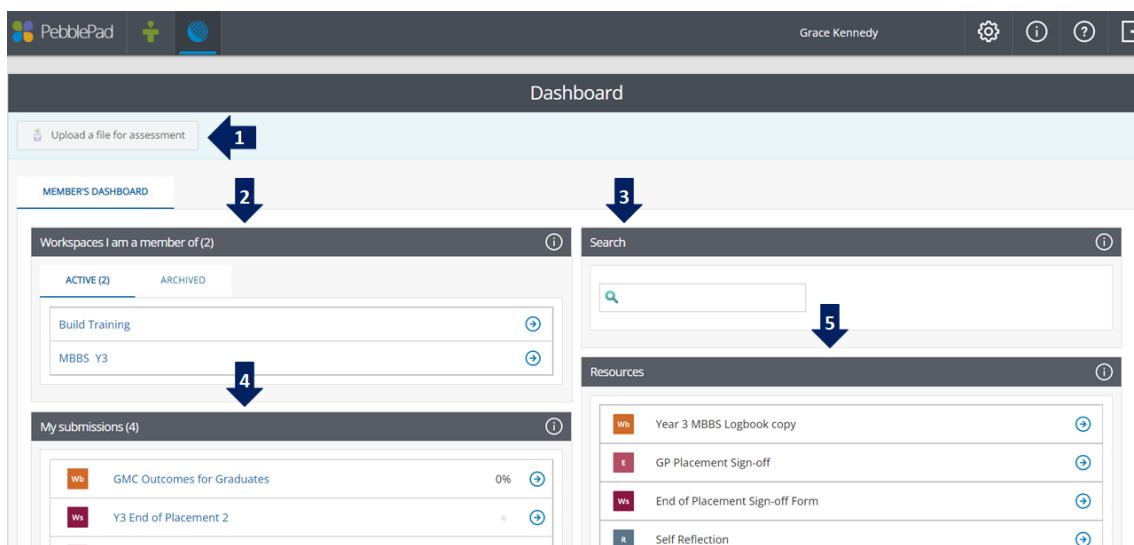 PebblePad
Grace Kennedy
Dashboard
Upload a file for assessment
1
MEMBER'S DASHBOARD
2
3
Workspaces I am a member of (2)
ACTIVE (2) ARCHIVED
Build Training
MBBS Y3
4
My submissions (4)
Wb GMC Outcomes for Graduates 0%
Ws Y3 End of Placement 2
Search
5
Resources
Wb Year 3 MBBS Logbook copy
E GP Placement Sign-off
Ws End of Placement Sign-off Form
R Self Reflection